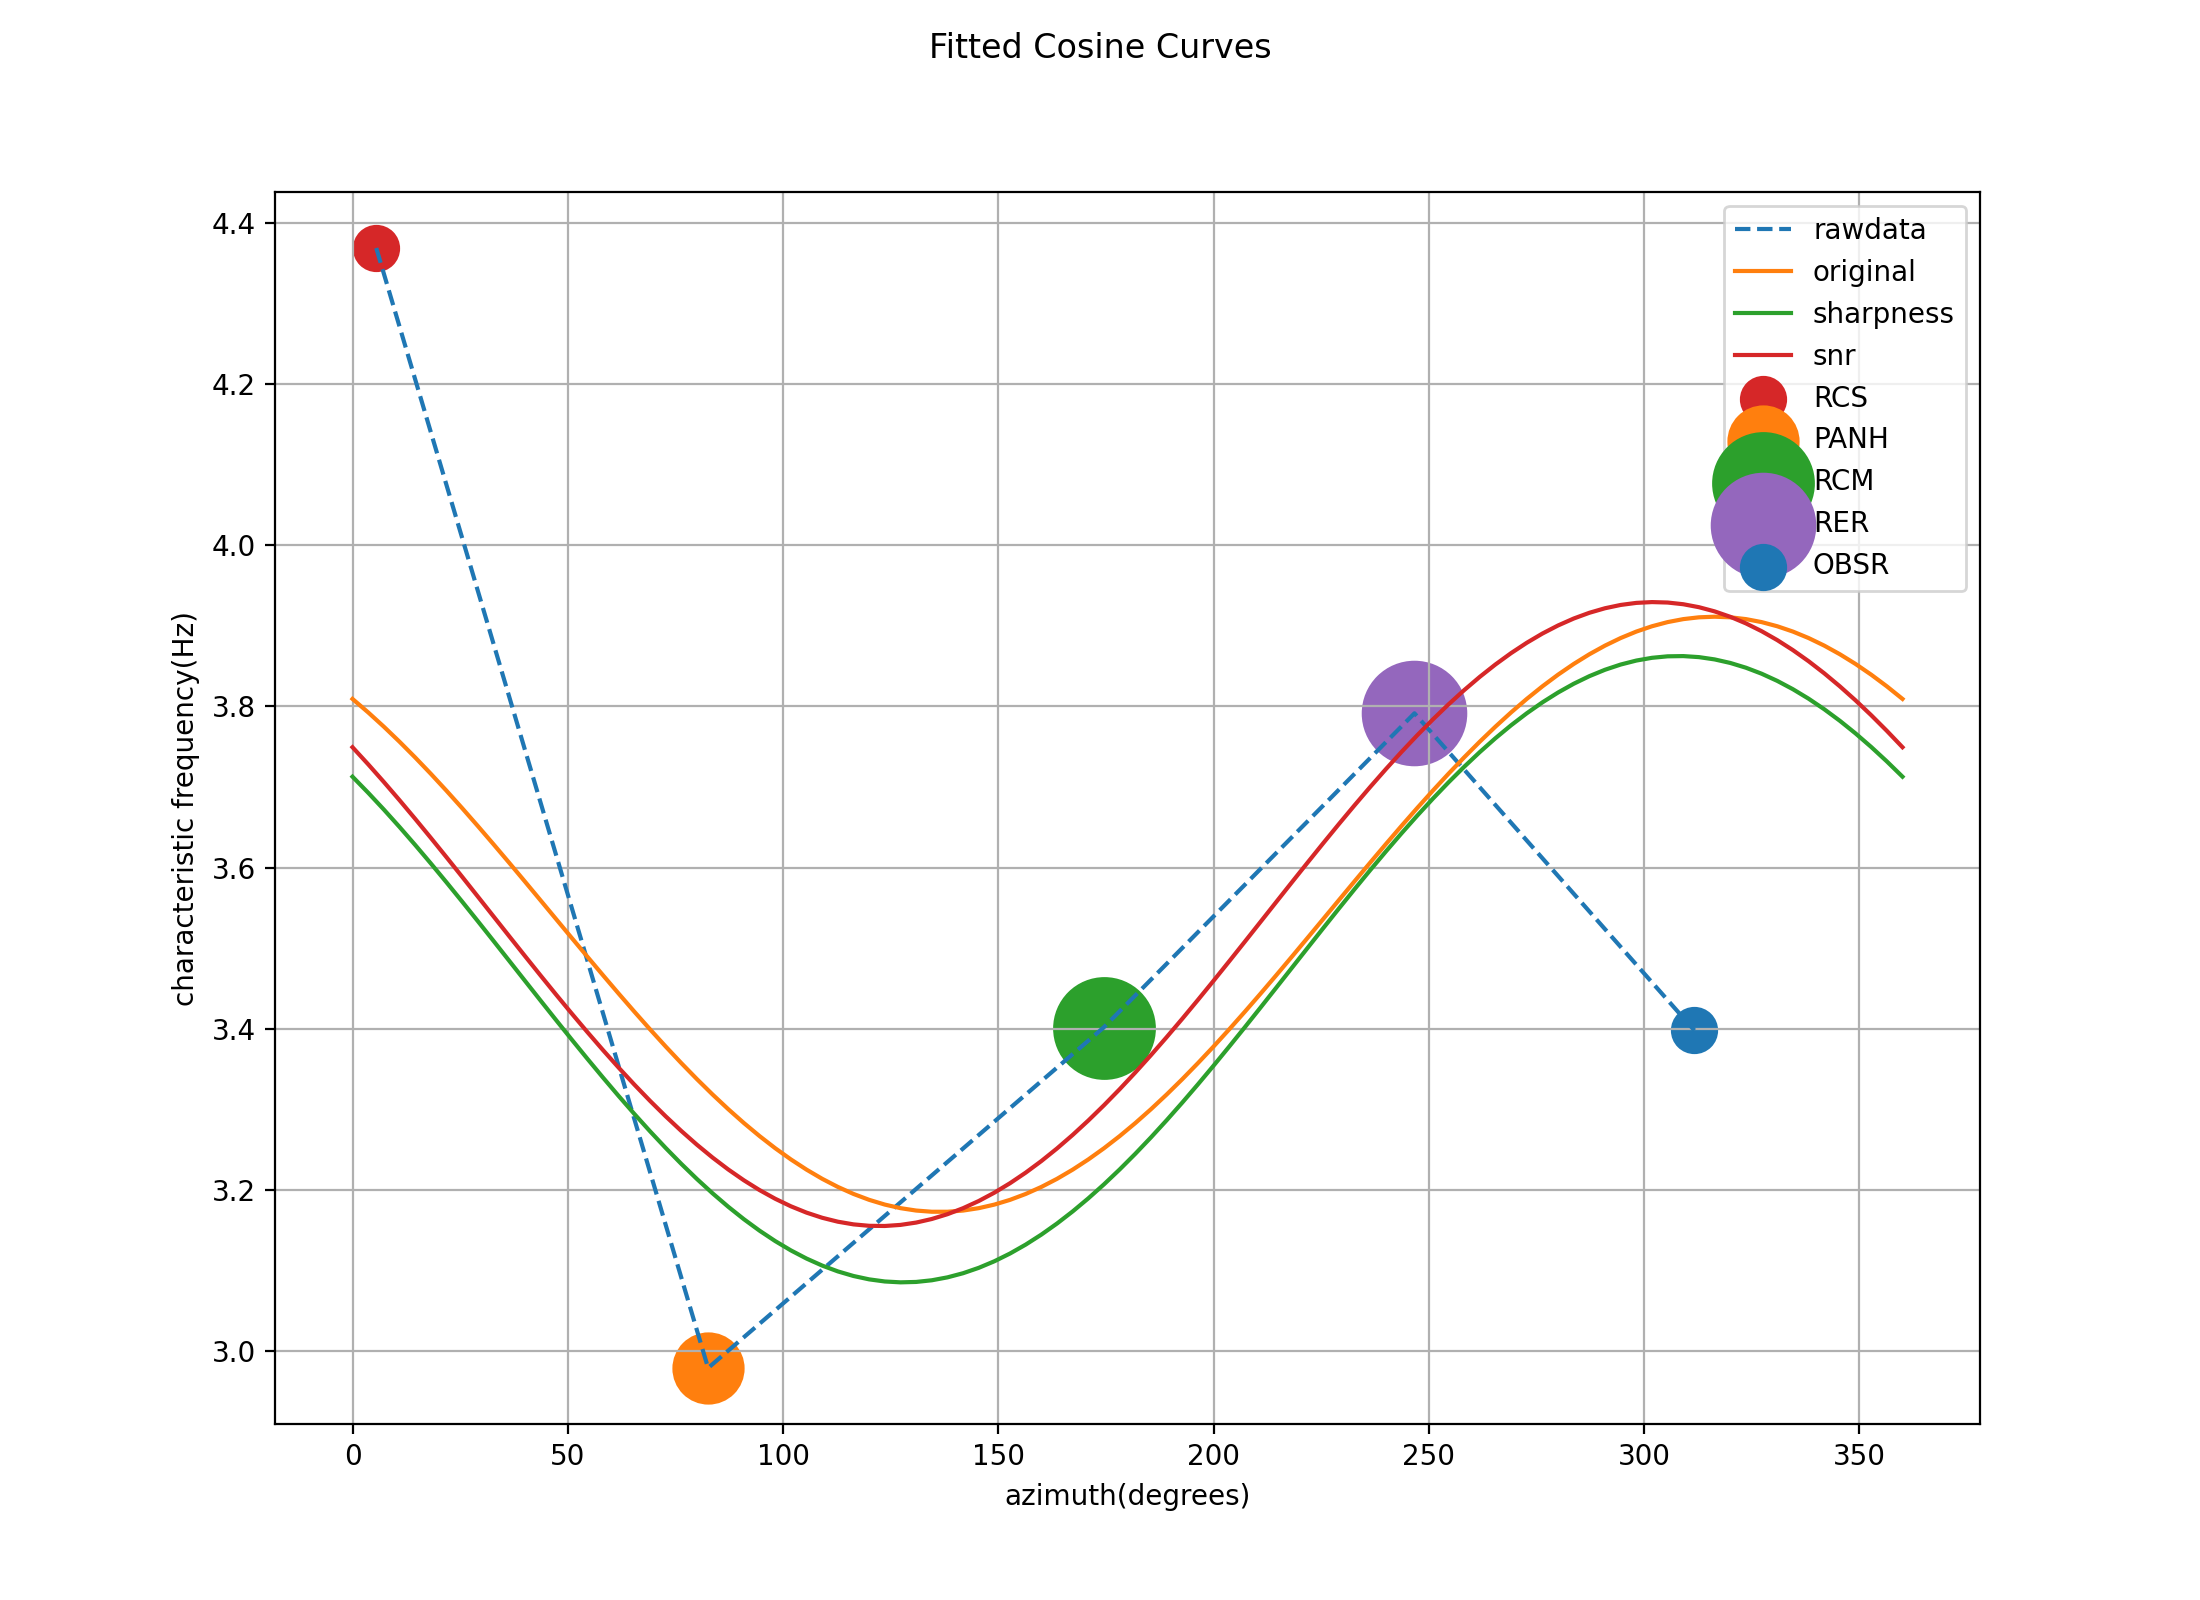 Fitted Cosine Curves
4.4
4.2
4.0
3.8
3.6
3.4
3.2
3.0
characteristic frequency(Hz)
rawdata
original
sharpness
snr
RCS
PANH
RCM
RER
OBSR
0 50 100 150 200 250 300 350
azimuth(degrees)